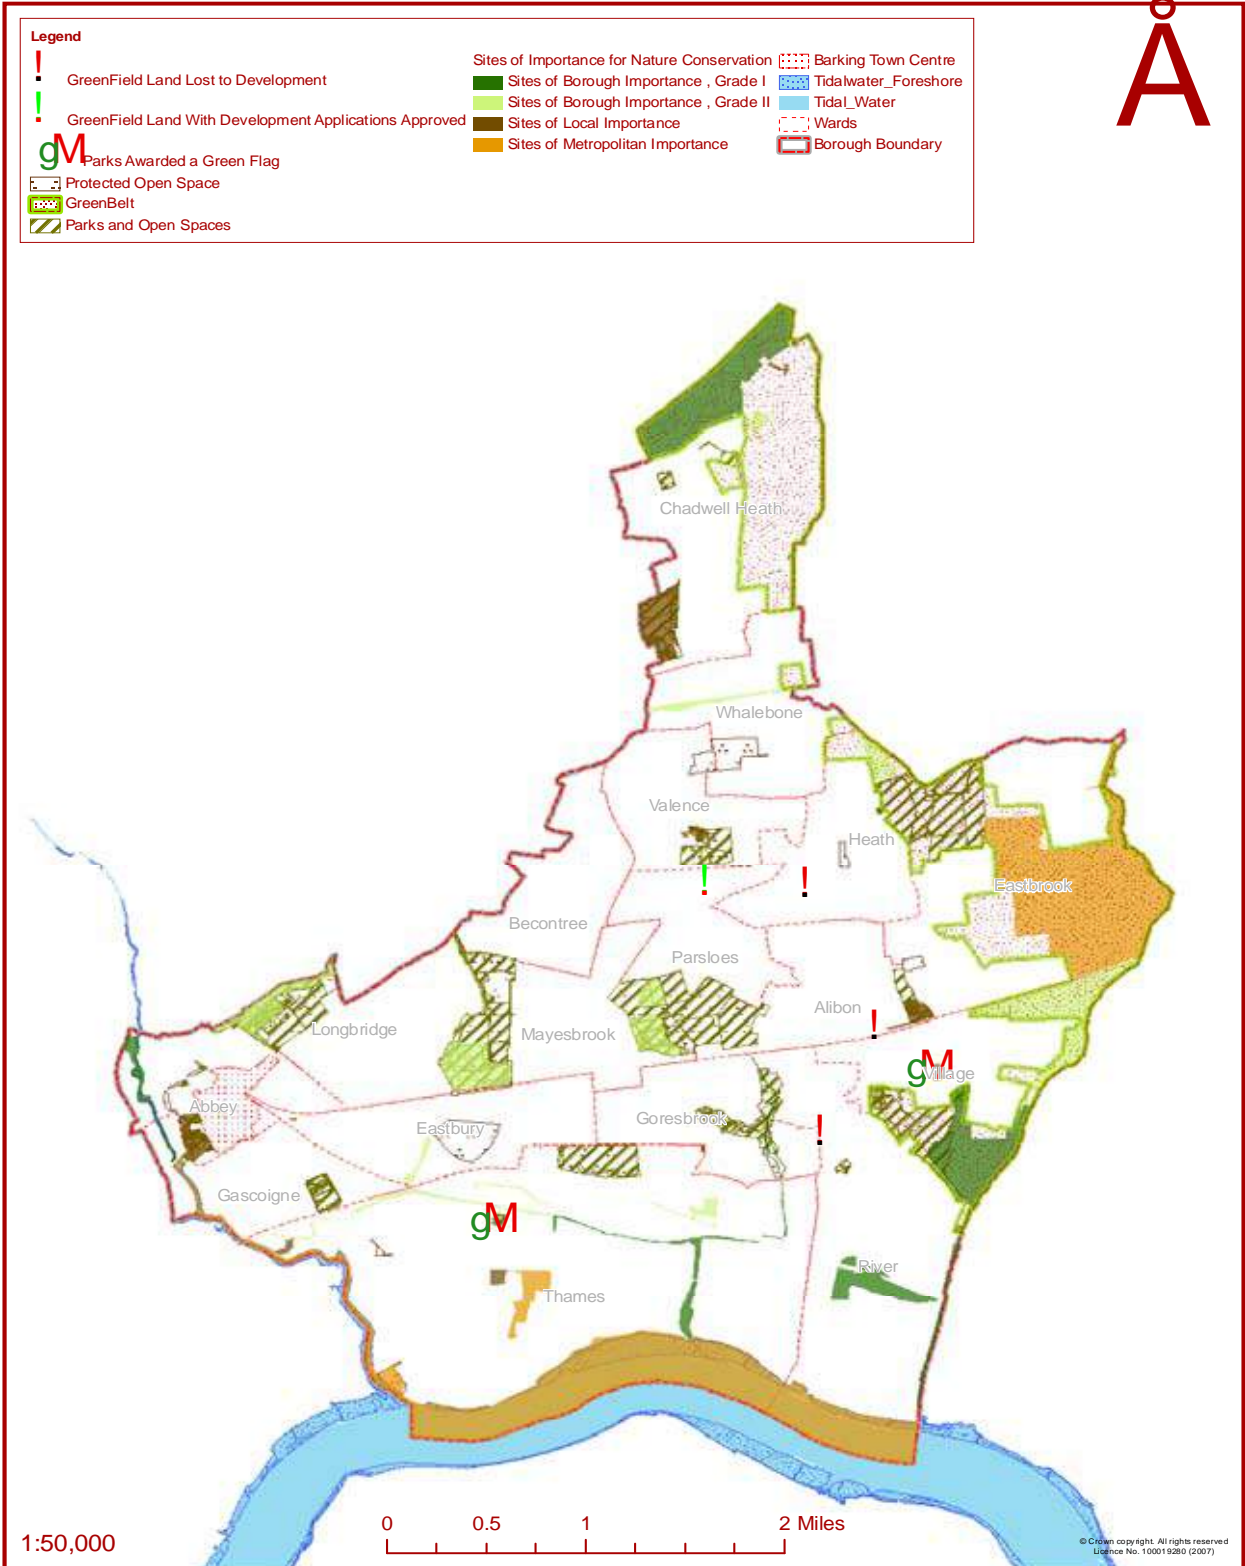 Legend
!
GreenField Land Lost to Development
!
GreenField Land With Development Applications Approved
gM Parks Awarded a Green Flag
Protected Open Space
GreenBelt
Parks and Open Spaces
Sites of Importance for Nature Conservation
Sites of Borough Importance , Grade I
Sites of Borough Importance , Grade II
Sites of Local Importance
Sites of Metropolitan Importance
Barking Town Centre
Tidalwater_Foreshore
Tidal_Water
Wards
Borough Boundary
Å
Chadwell Heath
Whalebone
Valence
Heath
Eastbrook
!
!
Becontree
Parsloes
Alibon
!
Longbridge
Mayesbrook
gM
Village
Abbey
Eastbury
Goresbrook
!
Gascoigne
gM
River
Thames
0 0.5 1 2 Miles
1:50,000
© Crown copyright. All rights reserved
Licence No. 100019280 (2007)